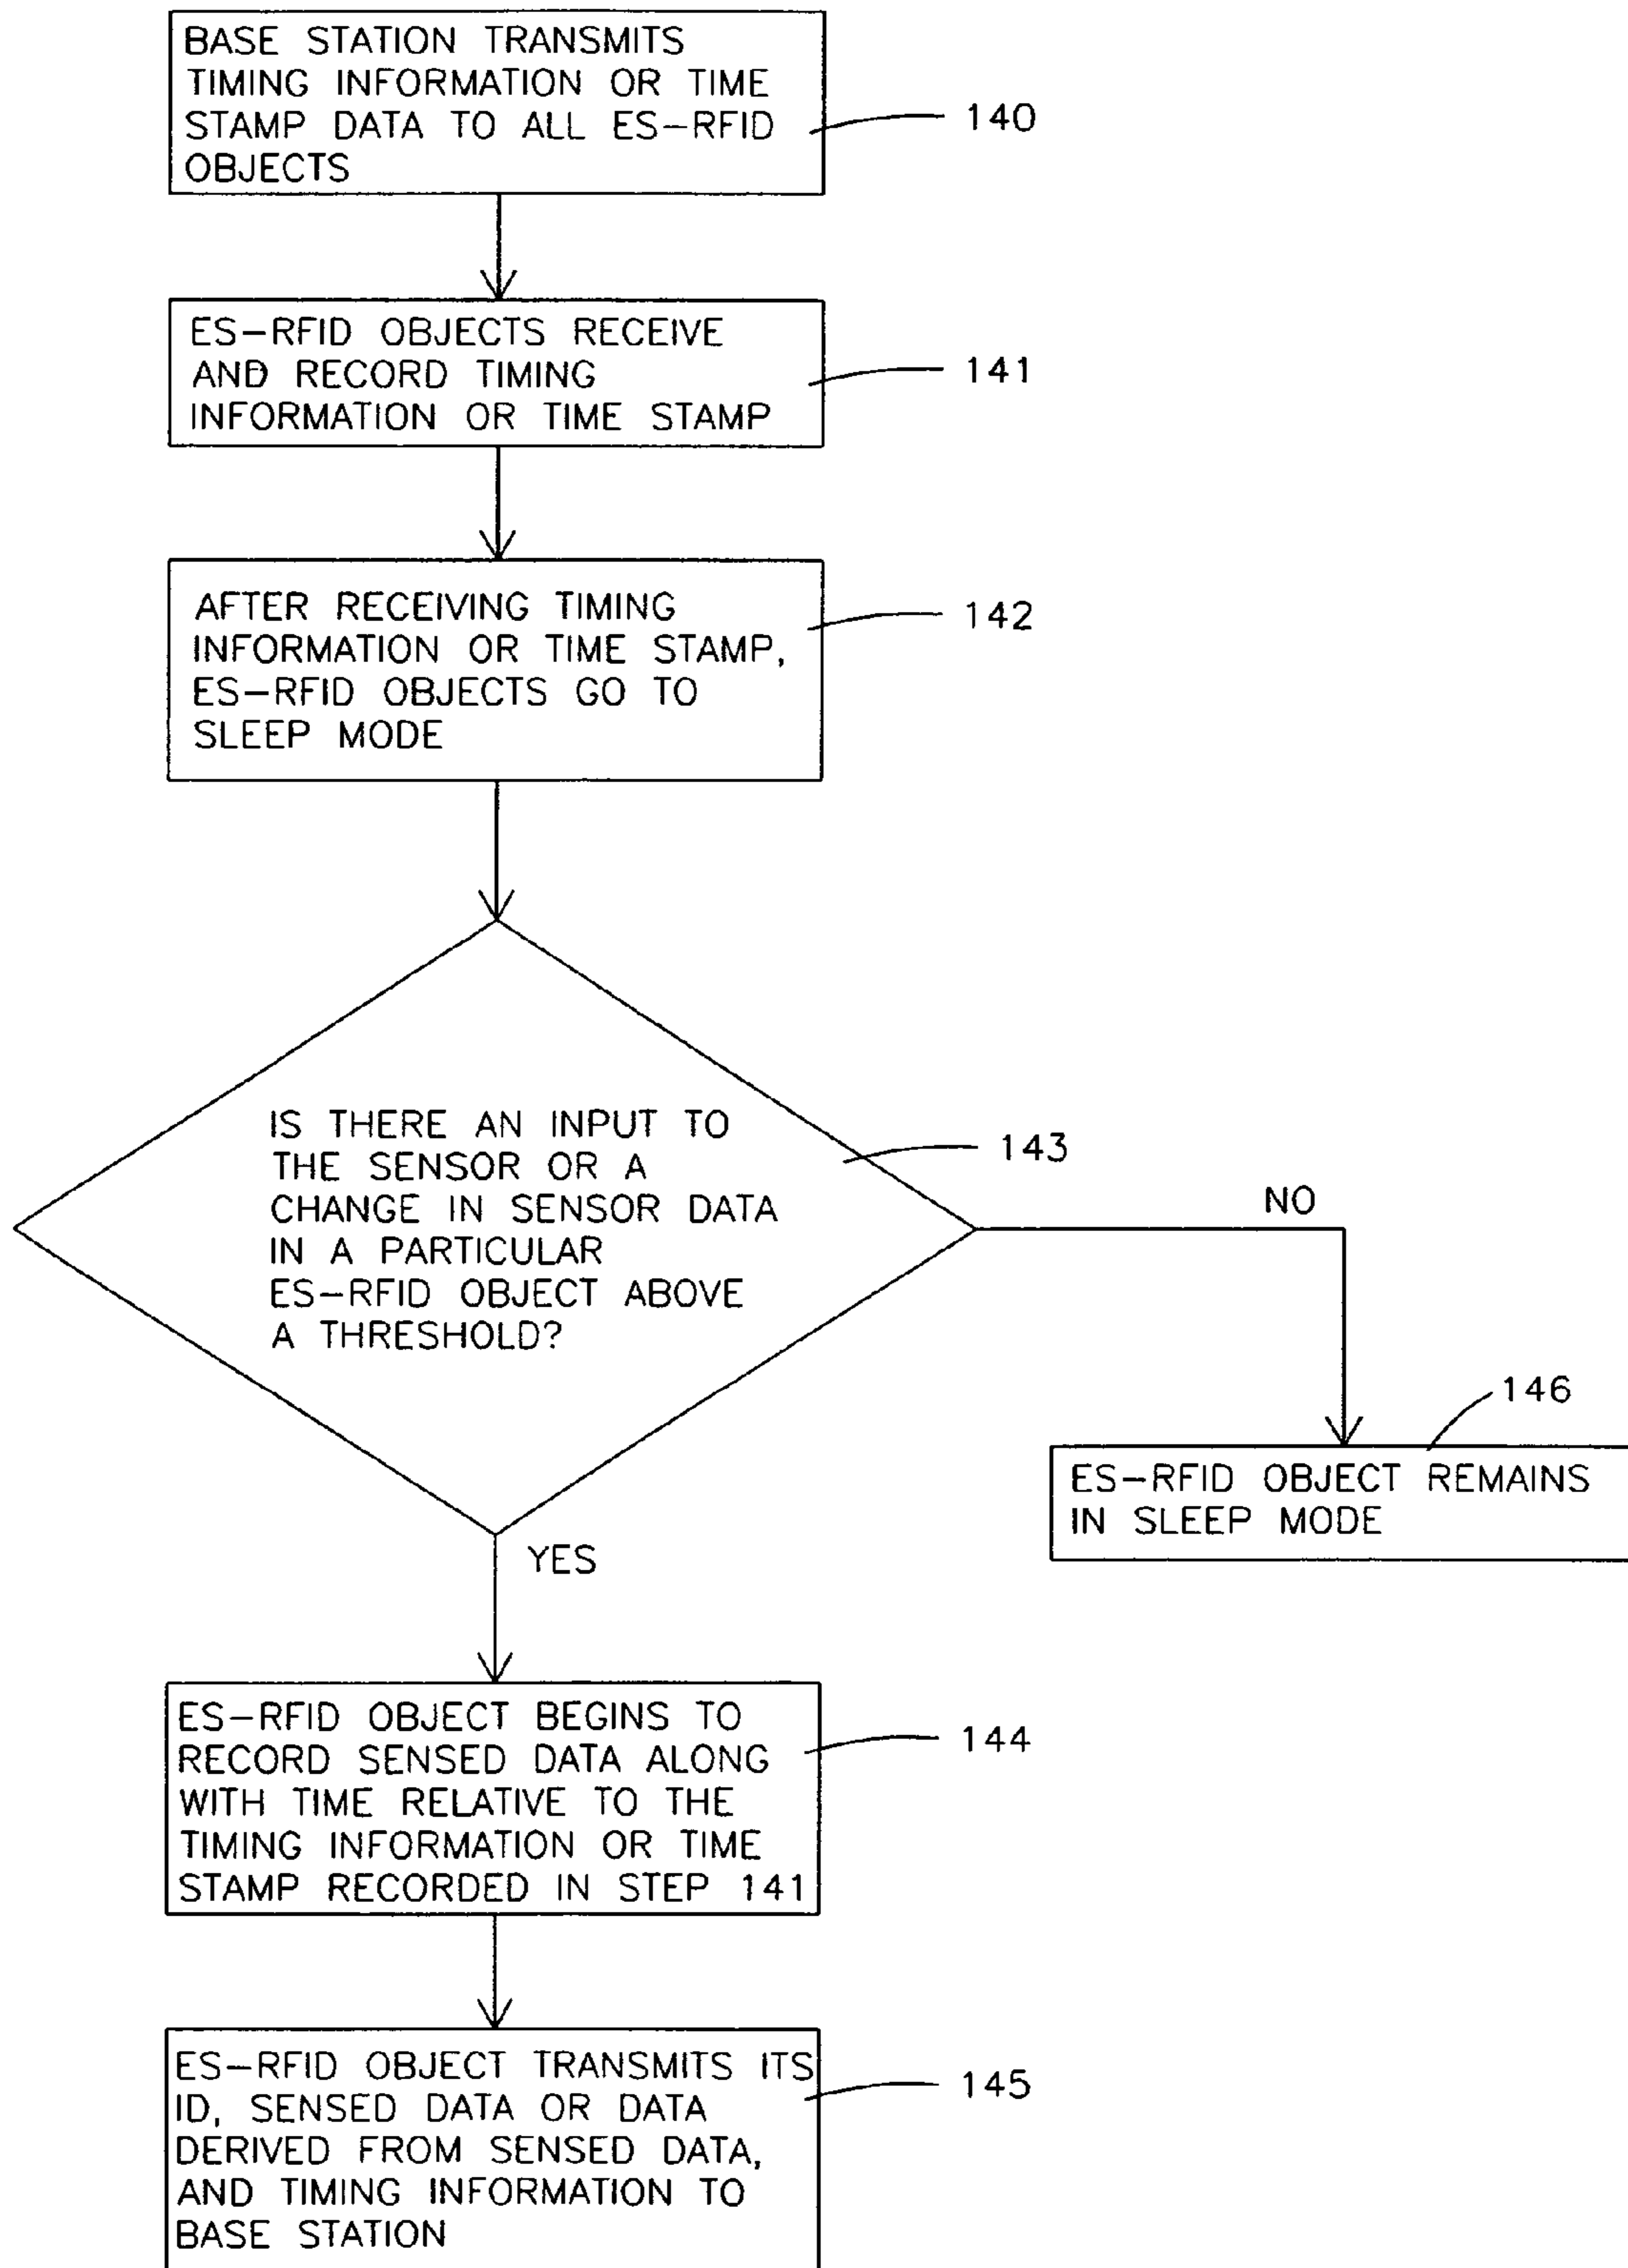 BASE STATION TRANSMITS
TIMING INFORMATION OR TIME
STAMP DATA TO ALL ES-RFID
OBJECTS
140
ES-RFID OBJECTS RECEIVE
AND RECORD TIMING
INFORMATION OR TIME STAMP
141
AFTER RECEIVING TIMING
INFORMATION OR TIME STAMP,
ES-RFID OBJECTS GO TO
SLEEP MODE
142
IS THERE AN INPUT TO
THE SENSOR OR A
CHANGE IN SENSOR DATA
IN A PARTICULAR
ES-RFID OBJECT ABOVE
A THRESHOLD?
143
NO
146
ES-RFID OBJECT REMAINS
IN SLEEP MODE
YES
ES-RFID OBJECT BEGINS TO
RECORD SENSED DATA ALONG
WITH TIME RELATIVE TO THE
TIMING INFORMATION OR TIME
STAMP RECORDED IN STEP 141
144
ES-RFID OBJECT TRANSMITS ITS
ID, SENSED DATA OR DATA
DERIVED FROM SENSED DATA,
AND TIMING INFORMATION TO
BASE STATION
145